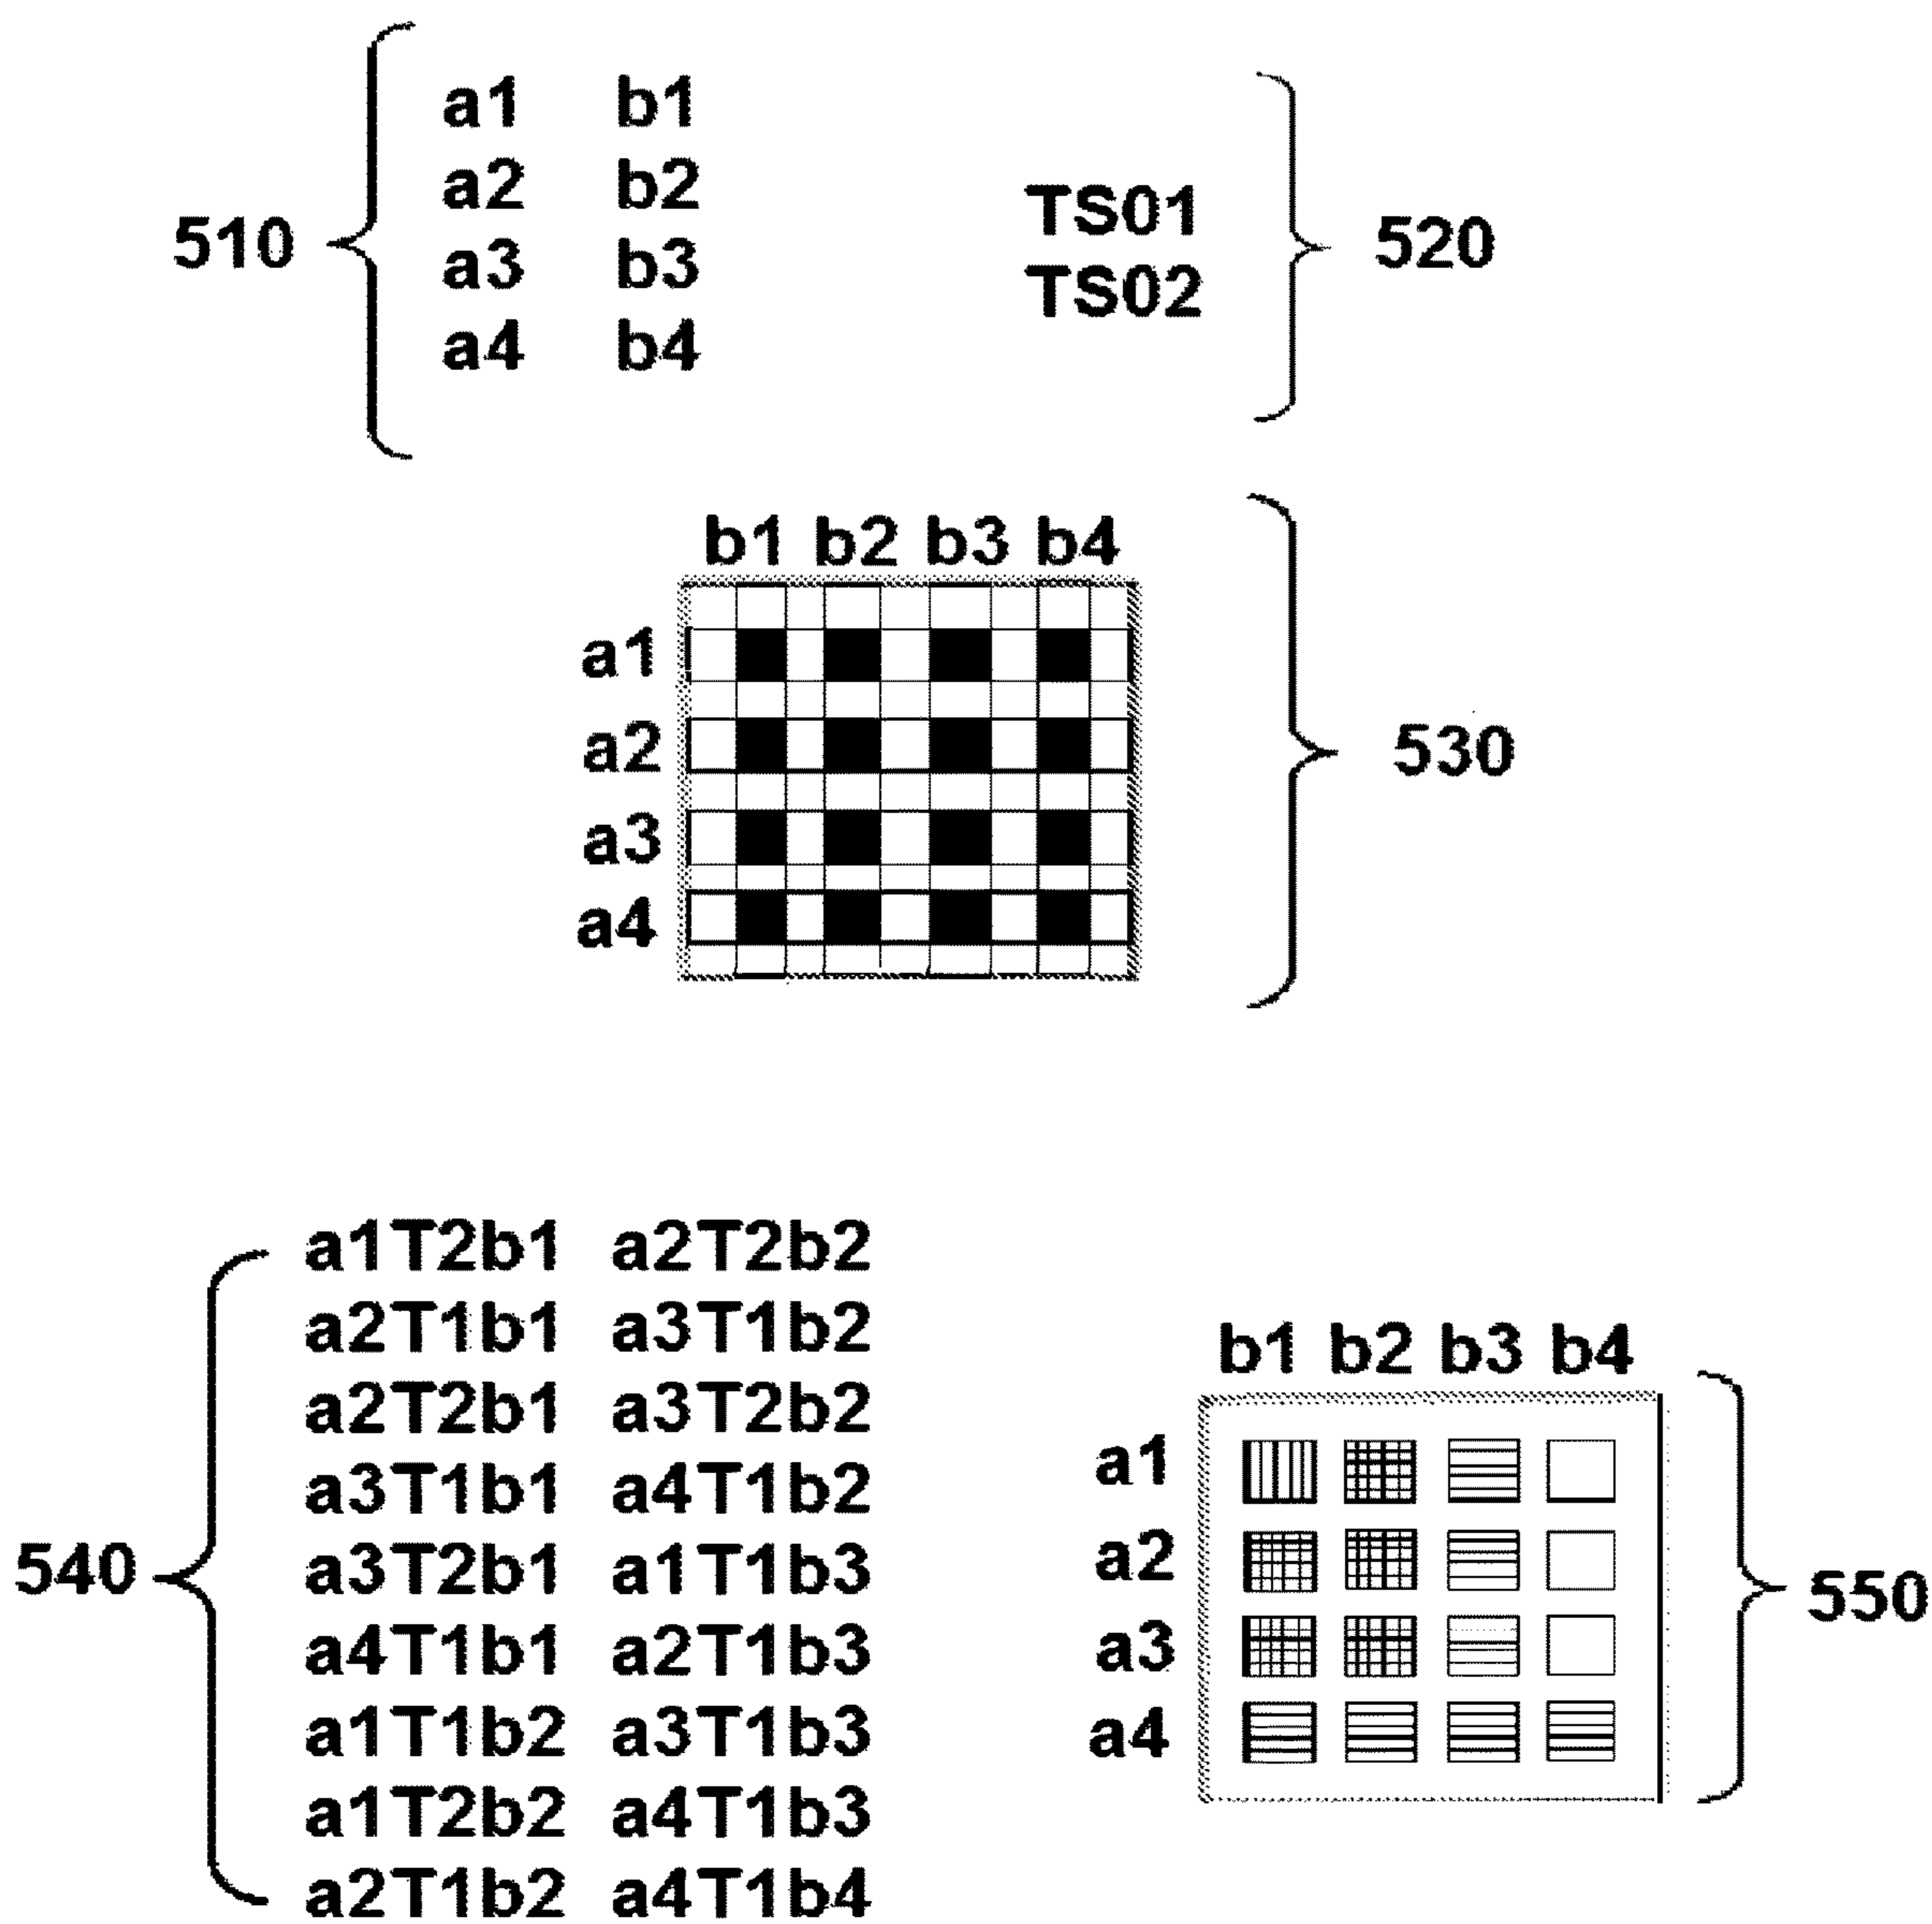 a1 b1
a2 b2
a3 b3
a4 b4
510
TS01
TS02
520
b1 b2 b3 b4
a1
a2
a3
a4
530
a1T2b1 a2T2b2
a2T1b1 a3T1b2
a2T2b1 a3T2b2
a3T1b1 a4T1b2
a3T2b1 a1T1b3
a4T1b1 a2T1b3
a1T1b2 a3T1b3
a1T2b2 a4T1b3
a2T1b2 a4T1b4
540
b1 b2 b3 b4
a1
a2
a3
a4
550